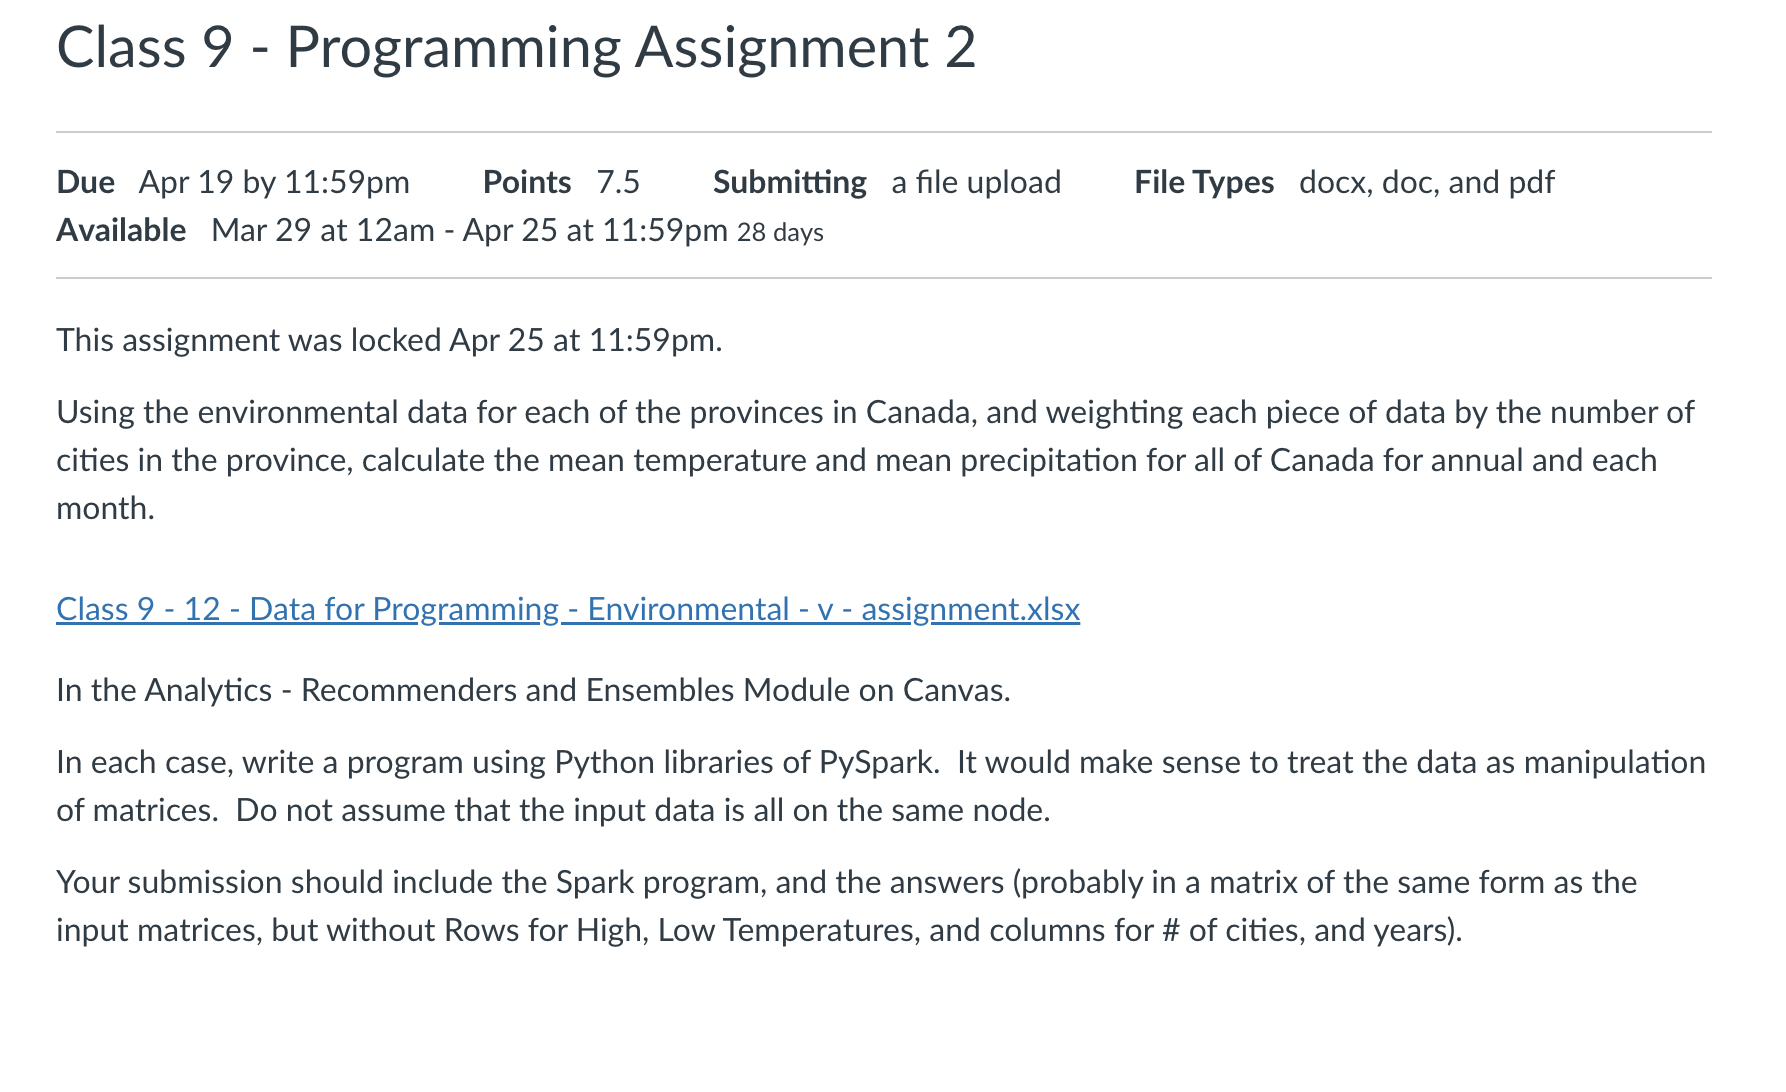 Class 9 - Programming Assignment 2
Due Apr 19 by 11:59pm Points 7.5 Submitting a file upload File Types docx, doc, and pdf
Available Mar 29 at 12am - Apr 25 at 11:59pm 28 days
This assignment was locked Apr 25 at 11:59pm.
Using the environmental data for each of the provinces in Canada, and weighting each piece of data by the number of
cities in the province, calculate the mean temperature and mean precipitation for all of Canada for annual and each
month.
Class 9 - 12 - Data for Programming - Environmental - v - assignment.xlsx
In the Analytics - Recommenders and Ensembles Module on Canvas.
In each case, write a program using Python libraries of PySpark.  It would make sense to treat the data as manipulation
of matrices.  Do not assume that the input data is all on the same node.
Your submission should include the Spark program, and the answers (probably in a matrix of the same form as the
input matrices, but without Rows for High, Low Temperatures, and columns for # of cities, and years).